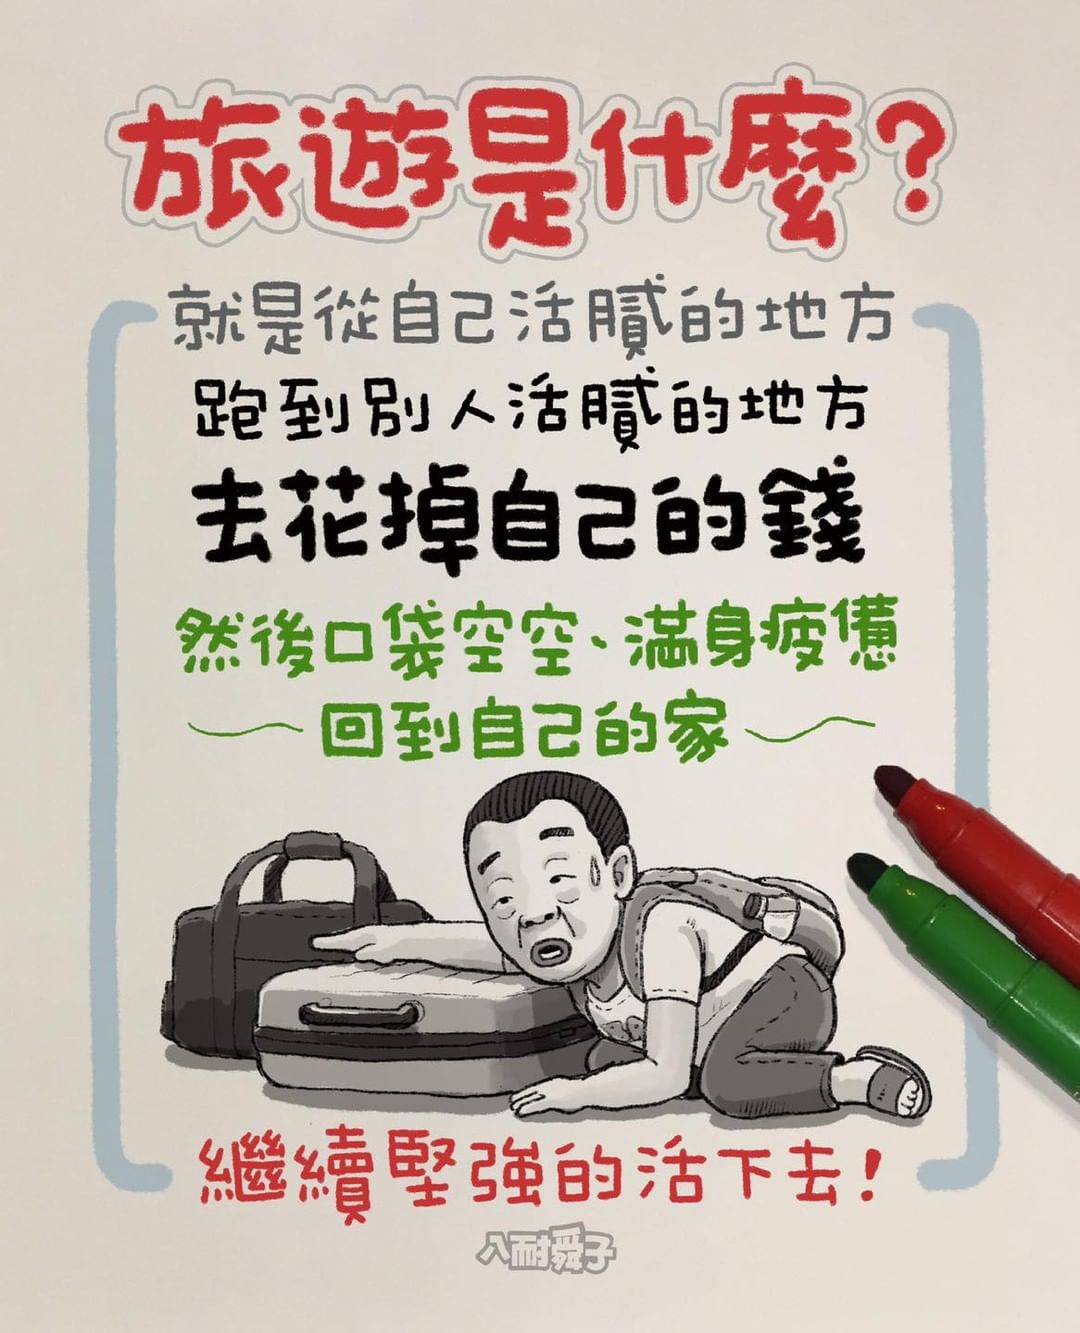 旅遊是什麼？
就是從自己活膩的地方
跑到別人活膩的地方
去花掉自己的錢
然後口袋空空、滿身疲憊
回到自己的家
繼續堅強的活下去！
八耐舜子